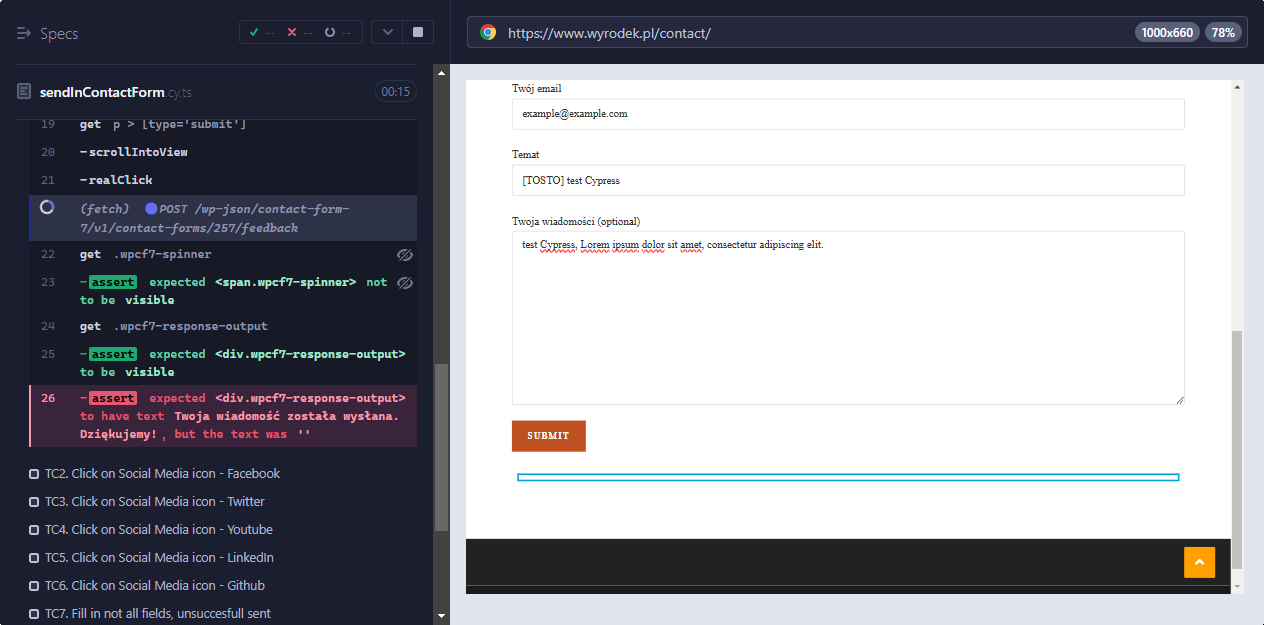 Specs
-- -- --
sendInContactForm.cy.ts
00:15
19 get p > [type='submit']
20 -scrollIntoView
21 -realClick
(fetch) POST /wp-json/contact-form-
7/v1/contact-forms/257/feedback
22 get .wpcf7-spinner
23 -assert expected <span.wpcf7-spinner> not
to be visible
24 get .wpcf7-response-output
25 -assert expected <div.wpcf7-response-output>
to be visible
26 -assert expected <div.wpcf7-response-output>
to have text Twoja wiadomość została wysłana.
Dziękujemy!, but the text was ''
TC2. Click on Social Media icon - Facebook
TC3. Click on Social Media icon - Twitter
TC4. Click on Social Media icon - Youtube
TC5. Click on Social Media icon - LinkedIn
TC6. Click on Social Media icon - Github
TC7. Fill in not all fields, unsuccesfull sent
https://www.wyrodek.pl/contact/
1000x660
78%
Twój email
example@example.com
Temat
[TOSTO] test Cypress
Twoja wiadomości (optional)
test Cypress, Lorem ipsum dolor sit amet, consectetur adipiscing elit.
SUBMIT